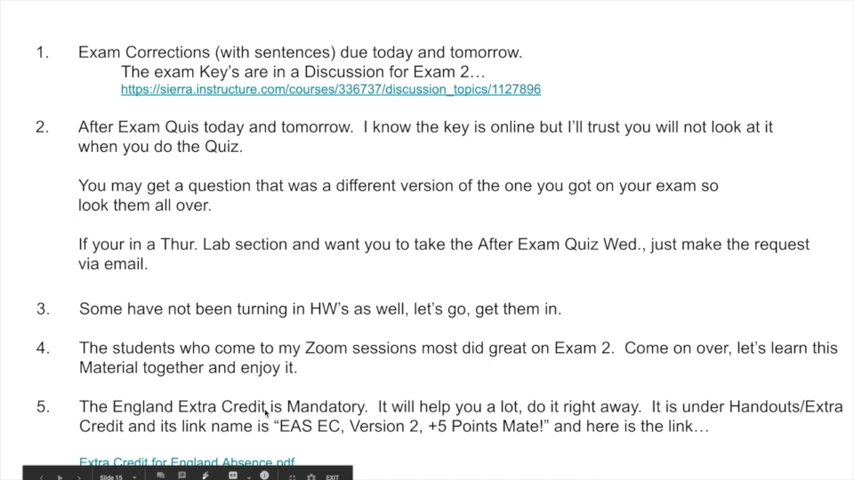 1. Exam Corrections (with sentences) due today and tomorrow.
The exam Key's are in a Discussion for Exam 2…
https://sierra.instructure.com/courses/336737/discussion_topics/1127896
2. After Exam Quis today and tomorrow. I know the key is online but I'll trust you will not look at it
when you do the Quiz.
You may get a question that was a different version of the one you got on your exam so
look them all over.
If your in a Thur. Lab section and want you to take the After Exam Quiz Wed., just make the request
via email.
3. Some have not been turning in HW's as well, let's go, get them in.
4. The students who come to my Zoom sessions most did great on Exam 2. Come on over, let's learn this
Material together and enjoy it.
5. The England Extra Credit is Mandatory. It will help you a lot, do it right away. It is under Handouts/Extra
Credit and its link name is “EAS EC, Version 2, +5 Points Mate!” and here is the link…
Extra Credit for England Absence.pdf
Slide 15 EXIT